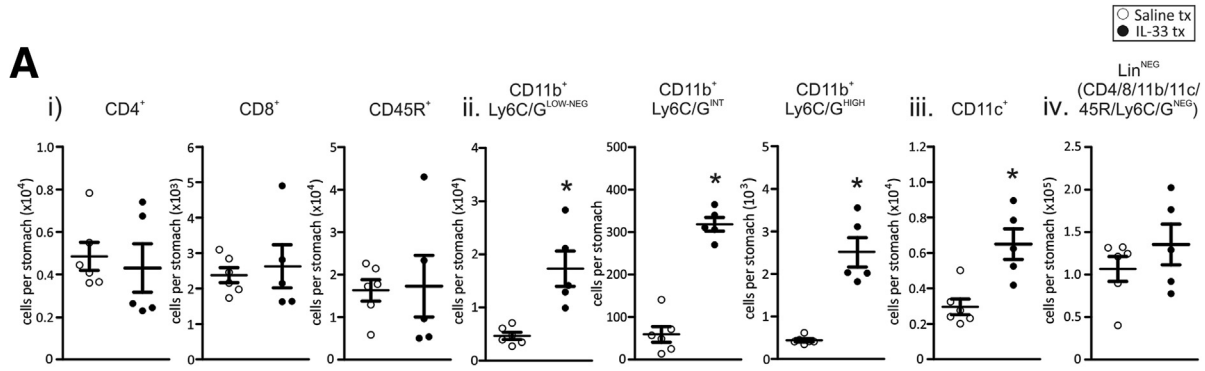 ○ Saline tx
● IL-33 tx
A
i)
CD4⁺
CD8⁺
CD45R⁺
ii.
CD11b⁺
Ly6C/G^LOW-NEG
CD11b⁺
Ly6C/G^INT
CD11b⁺
Ly6C/G^HIGH
iii.
CD11c⁺
iv.
Lin^NEG
(CD4/8/11b/11c/
45R/Ly6C/G^NEG)
cells per stomach (x10⁴)
1.0
0.8
0.6
0.4
0.2
0
cells per stomach (x10³)
6
5
4
3
2
1
0
cells per stomach (x10⁴)
5
4
3
2
1
0
cells per stomach (x10⁴)
4
3
2
1
0
*
cells per stomach
500
400
300
200
100
0
*
cells per stomach (10³)
5
4
3
2
1
0
*
cells per stomach (x10⁴)
1.2
1.0
0.8
0.6
0.4
0.2
0
*
cells per stomach (x10⁵)
2.5
2.0
1.5
1.0
0.5
0